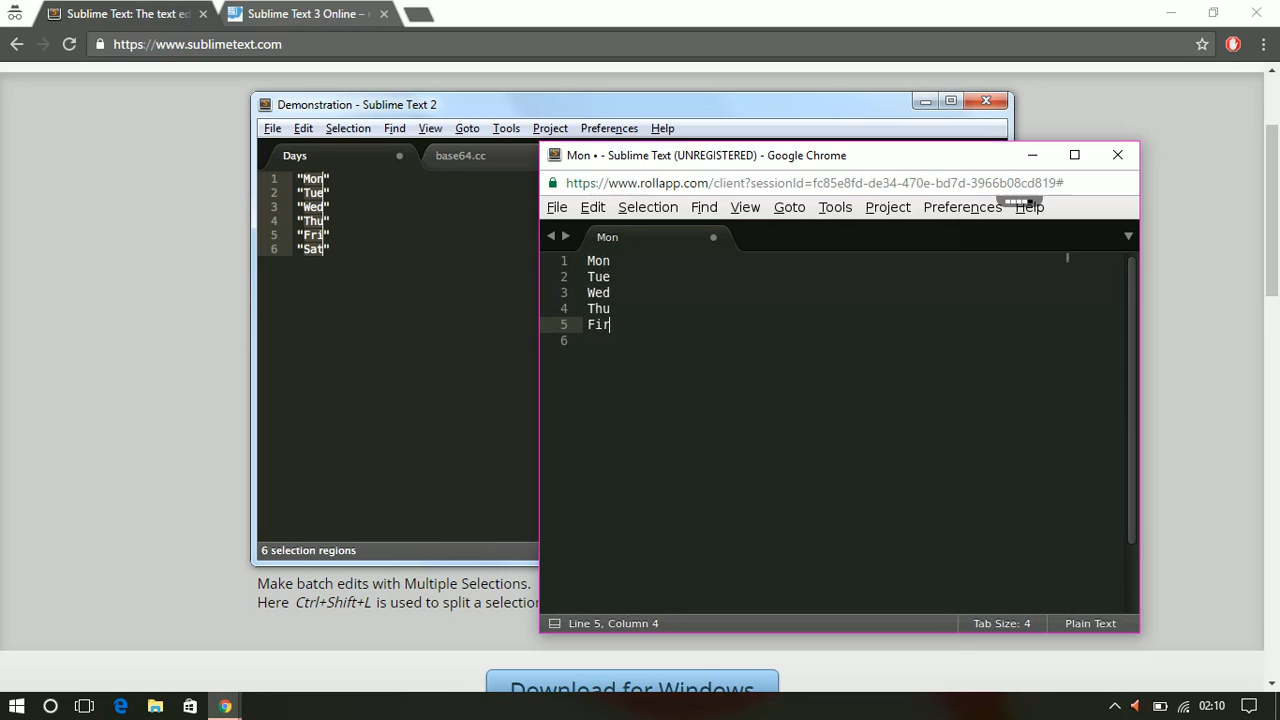 Sublime Text: The text ed
Sublime Text 3 Online –
https://www.sublimetext.com
Demonstration - Sublime Text 2
File Edit Selection Find View Goto Tools Project Preferences Help
Days
base64.cc
1 "Mon"
2 "Tue"
3 "Wed"
4 "Thu"
5 "Fri"
6 "Sat"
6 selection regions
Make batch edits with Multiple Selections.
Here Ctrl+Shift+L is used to split a selection
Mon • - Sublime Text (UNREGISTERED) - Google Chrome
https://www.rollapp.com/client?sessionId=fc85e8fd-de34-470e-bd7d-3966b08cd819#
File Edit Selection Find View Goto Tools Project Preferences Help
Mon
1 Mon
2 Tue
3 Wed
4 Thu
5 Fir
6
Line 5, Column 4
Tab Size: 4
Plain Text
Download for Windows
02:10